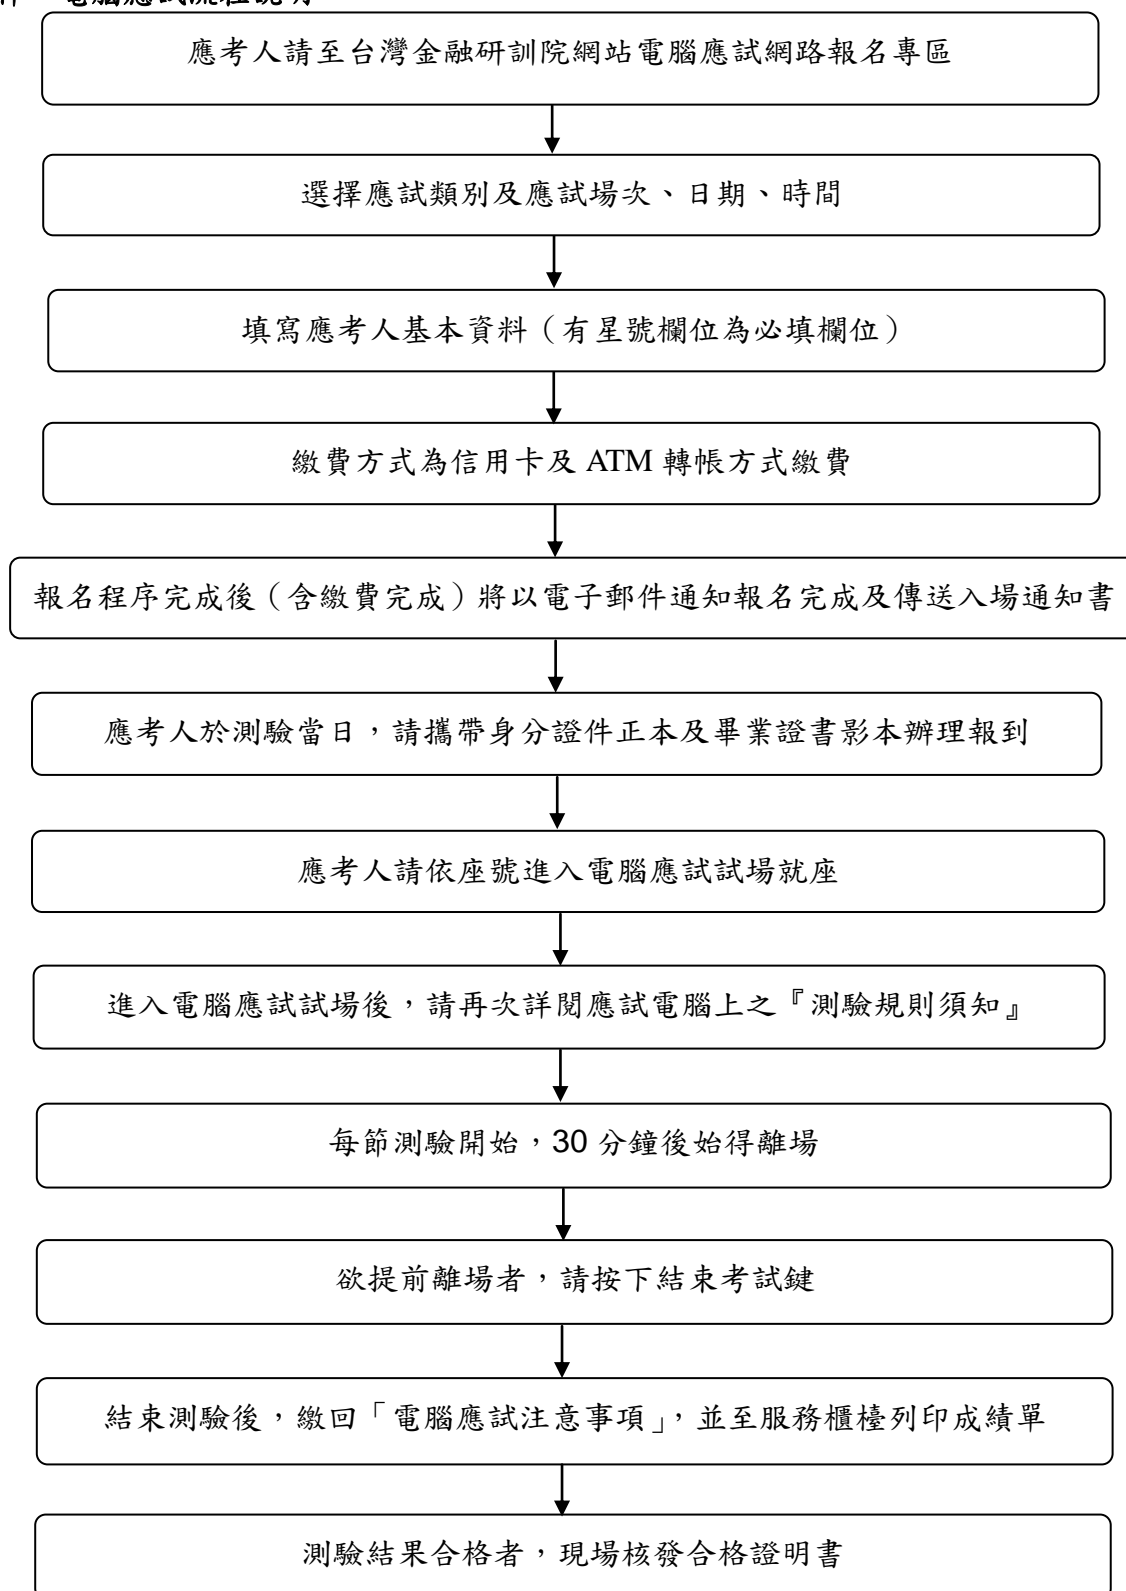 電腦應試流程說明
應考人請至台灣金融研訓院網站電腦應試網路報名專區
選擇應試類別及應試場次、日期、時間
填寫應考人基本資料（有星號欄位為必填欄位）
繳費方式為信用卡及 ATM 轉帳方式繳費
報名程序完成後（含繳費完成）將以電子郵件通知報名完成及傳送入場通知書
應考人於測驗當日，請攜帶身分證件正本及畢業證書影本辦理報到
應考人請依座號進入電腦應試試場就座
進入電腦應試試場後，請再次詳閱應試電腦上之『測驗規則須知』
每節測驗開始，30 分鐘後始得離場
欲提前離場者，請按下結束考試鍵
結束測驗後，繳回「電腦應試注意事項」，並至服務櫃檯列印成績單
測驗結果合格者，現場核發合格證明書